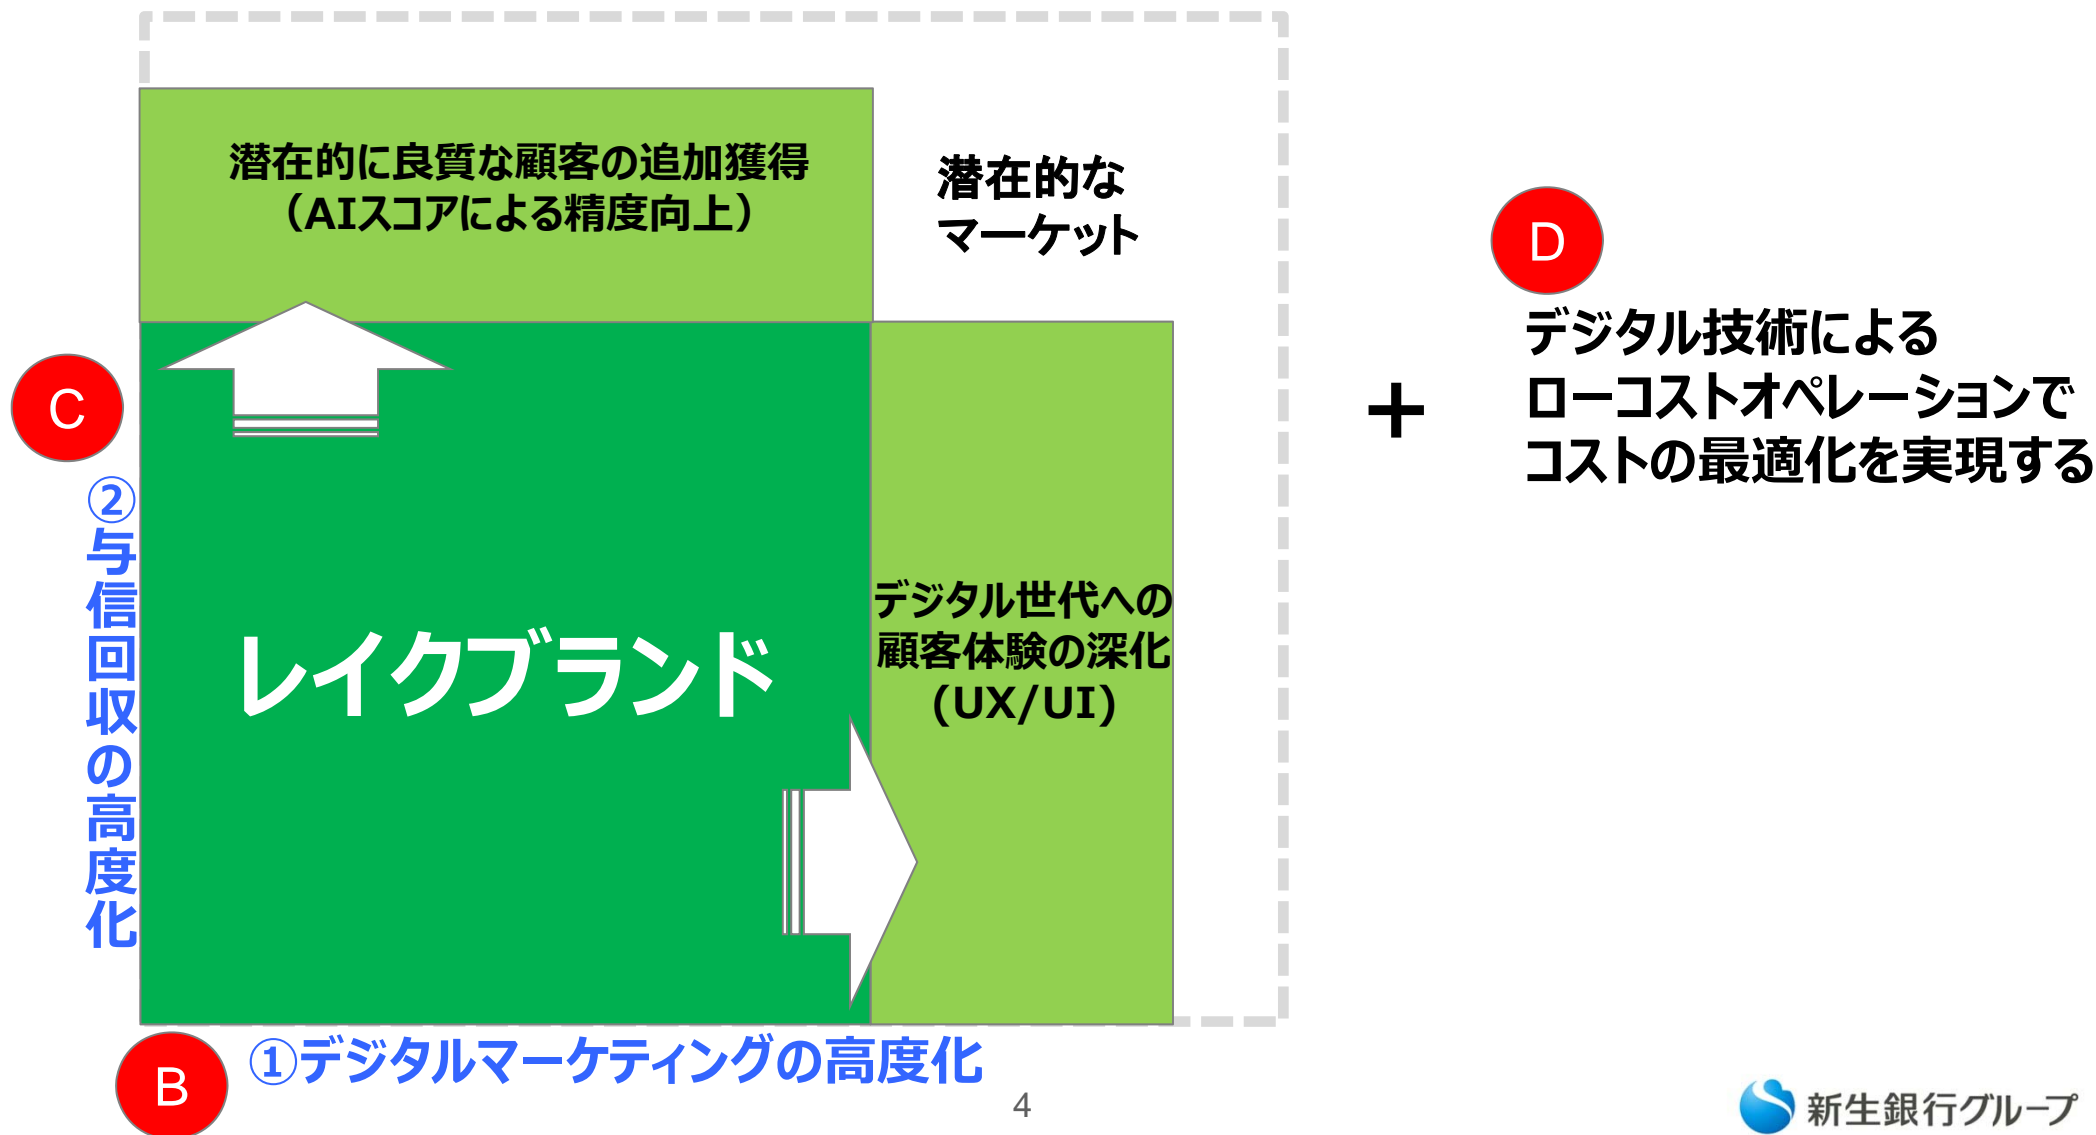 潜在的に良質な顧客の追加獲得
（AIスコアによる精度向上）
潜在的な
マーケット
D
デジタル技術による
ローコストオペレーションで
コストの最適化を実現する
+
C
②与信回収の高度化
レイクブランド
デジタル世代への
顧客体験の深化
(UX/UI)
B
①デジタルマーケティングの高度化
4
新生銀行グループ